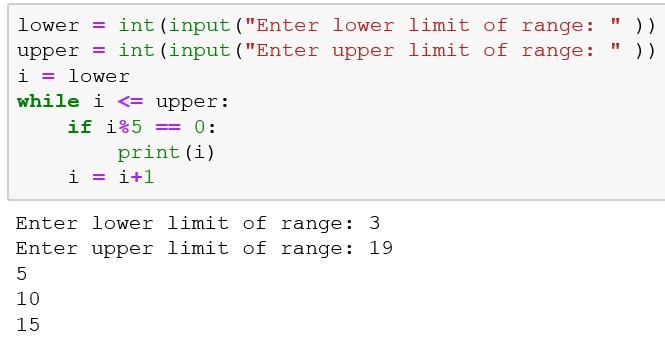 lower = int(input("Enter lower limit of range: " ))
upper = int(input("Enter upper limit of range: " ))
i = lower
while i <= upper:
    if i%5 == 0:
        print(i)
    i = i+1
Enter lower limit of range: 3
Enter upper limit of range: 19
5
10
15